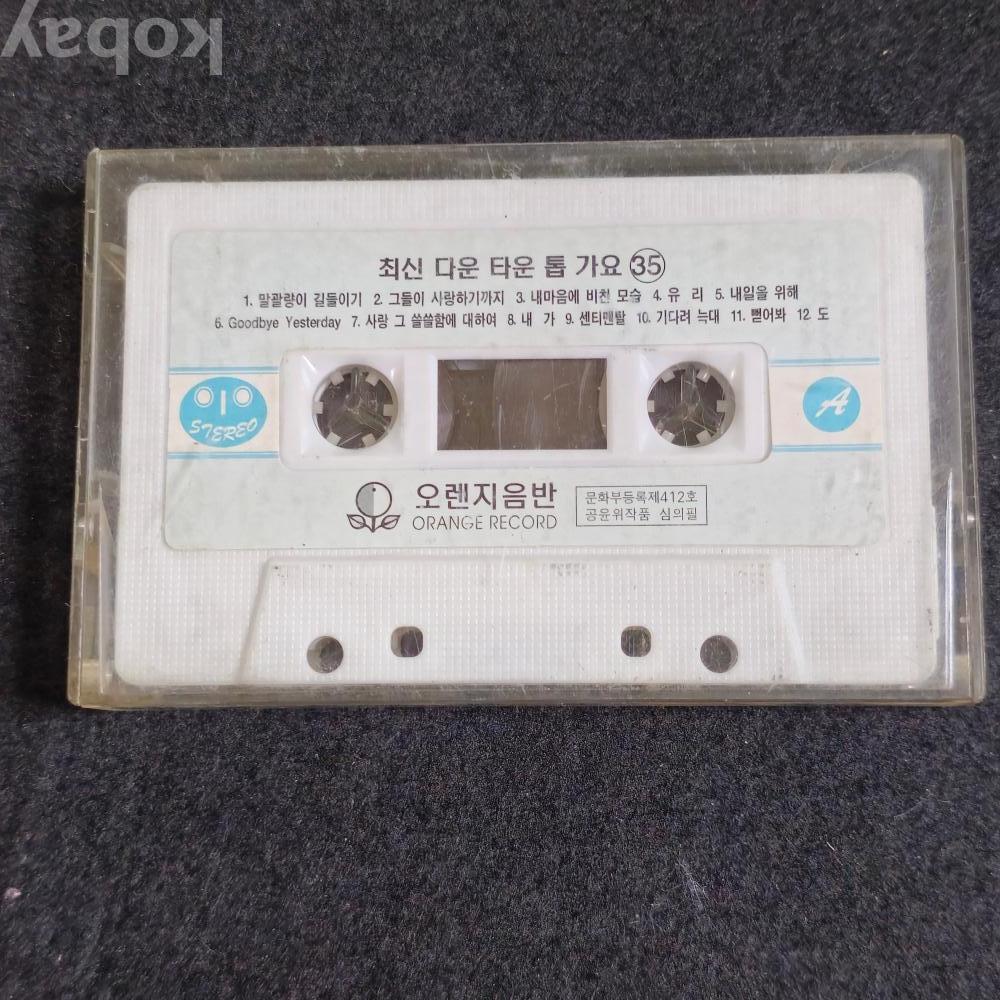 kobay
최신 다운 타운 톱 가요 35
1. 말괄량이 길들이기 2. 그들이 사랑하기까지 3. 내마음에 비친 모습 4. 유 리 5. 내일을 위해
6. Goodbye Yesterday 7. 사랑 그 쓸쓸함에 대하여 8. 내 가 9. 센티멘탈 10. 기다려 늑대 11. 뻗어봐 12. 도
STEREO
A
오렌지음반
ORANGE RECORD
문화부등록제412호
공윤위작품 심의필